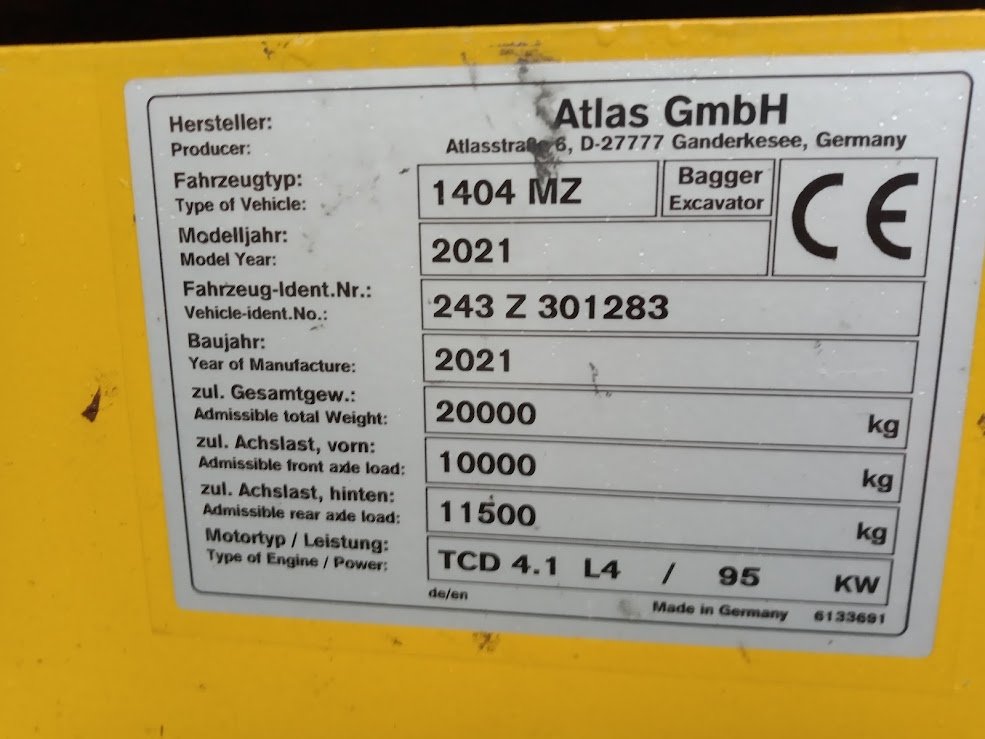 Hersteller:
Producer:
Atlas GmbH
Atlasstraße 6, D-27777 Ganderkesee, Germany
Fahrzeugtyp:
Type of Vehicle:
1404 MZ
Bagger
Excavator
CE
Modelljahr:
Model Year:
2021
Fahrzeug-Ident.Nr.:
Vehicle-ident.No.:
243 Z 301283
Baujahr:
Year of Manufacture:
2021
zul. Gesamtgew.:
Admissible total Weight:
20000 kg
zul. Achslast, vorn:
Admissible front axle load:
10000 kg
zul. Achslast, hinten:
Admissible rear axle load:
11500 kg
Motortyp / Leistung:
Type of Engine / Power:
TCD 4.1 L4 / 95 KW
de/en
Made in Germany 6133691